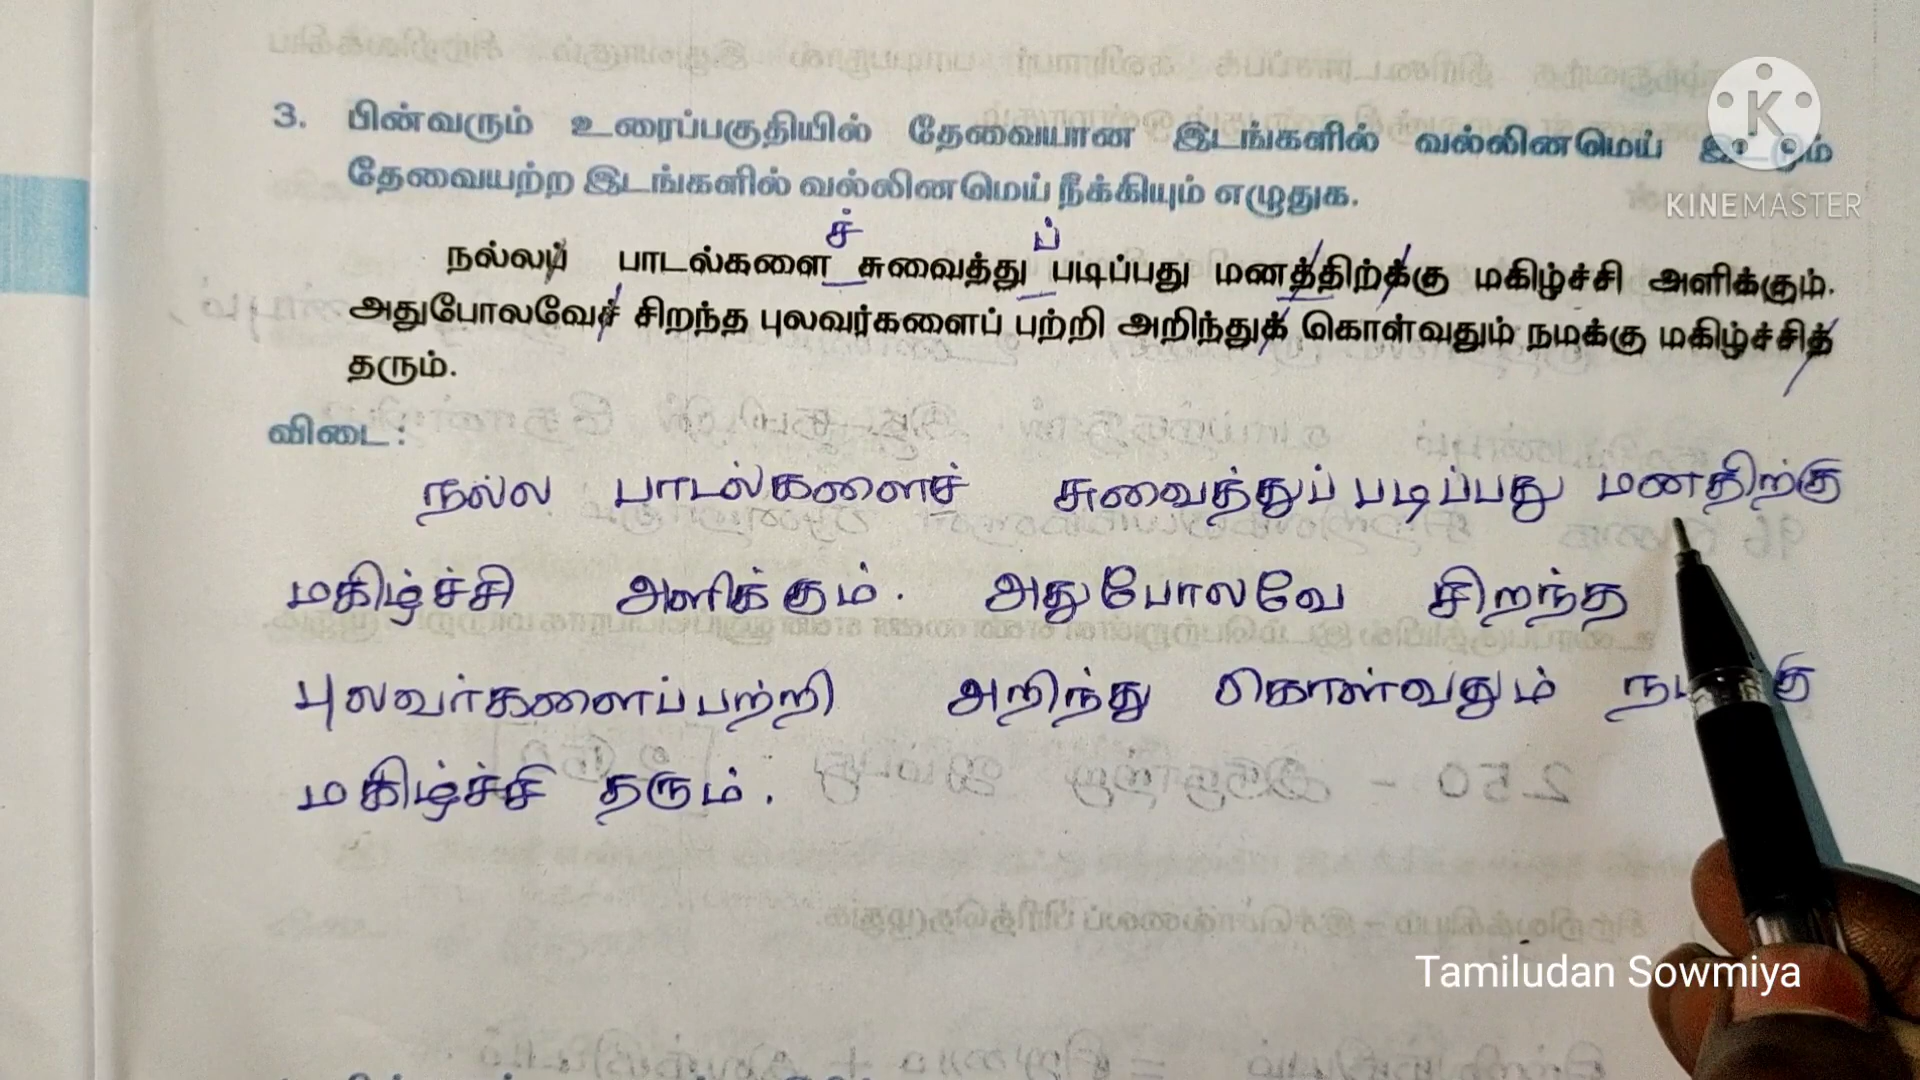 3. பின்வரும் உரைப்பகுதியில் தேவையான இடங்களில் வல்லினமெய் இட்டும்
KINEMASTER
தேவையற்ற இடங்களில் வல்லினமெய் நீக்கியும் எழுதுக.
ச் ப்
நல்லப் பாடல்களை சுவைத்து படிப்பது மனத்திற்க்கு மகிழ்ச்சி அளிக்கும்.
அதுபோலவேச் சிறந்த புலவர்களைப் பற்றி அறிந்துக் கொள்வதும் நமக்கு மகிழ்ச்சித்
தரும்.
விடை :
நல்ல பாடல்களைச் சுவைத்துப் படிப்பது மனதிற்கு
மகிழ்ச்சி அளிக்கும். அதுபோலவே சிறந்த
புலவர்களைப்பற்றி அறிந்து கொள்வதும்
மகிழ்ச்சி தரும்.
Tamiludan Sowmiya